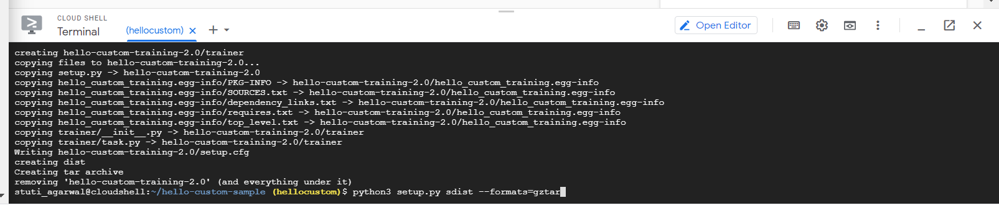 CLOUD SHELL
Terminal
(hellocustom)
Open Editor
creating hello-custom-training-2.0/trainer
copying files to hello-custom-training-2.0...
copying setup.py -> hello-custom-training-2.0
copying hello_custom_training.egg-info/PKG-INFO -> hello-custom-training-2.0/hello_custom_training.egg-info
copying hello_custom_training.egg-info/SOURCES.txt -> hello-custom-training-2.0/hello_custom_training.egg-info
copying hello_custom_training.egg-info/dependency_links.txt -> hello-custom-training-2.0/hello_custom_training.egg-info
copying hello_custom_training.egg-info/requires.txt -> hello-custom-training-2.0/hello_custom_training.egg-info
copying hello_custom_training.egg-info/top_level.txt -> hello-custom-training-2.0/hello_custom_training.egg-info
copying trainer/__init__.py -> hello-custom-training-2.0/trainer
copying trainer/task.py -> hello-custom-training-2.0/trainer
Writing hello-custom-training-2.0/setup.cfg
creating dist
Creating tar archive
removing 'hello-custom-training-2.0' (and everything under it)
stuti_agarwal@cloudshell:~/hello-custom-sample (hellocustom)$ python3 setup.py sdist --formats=gztar